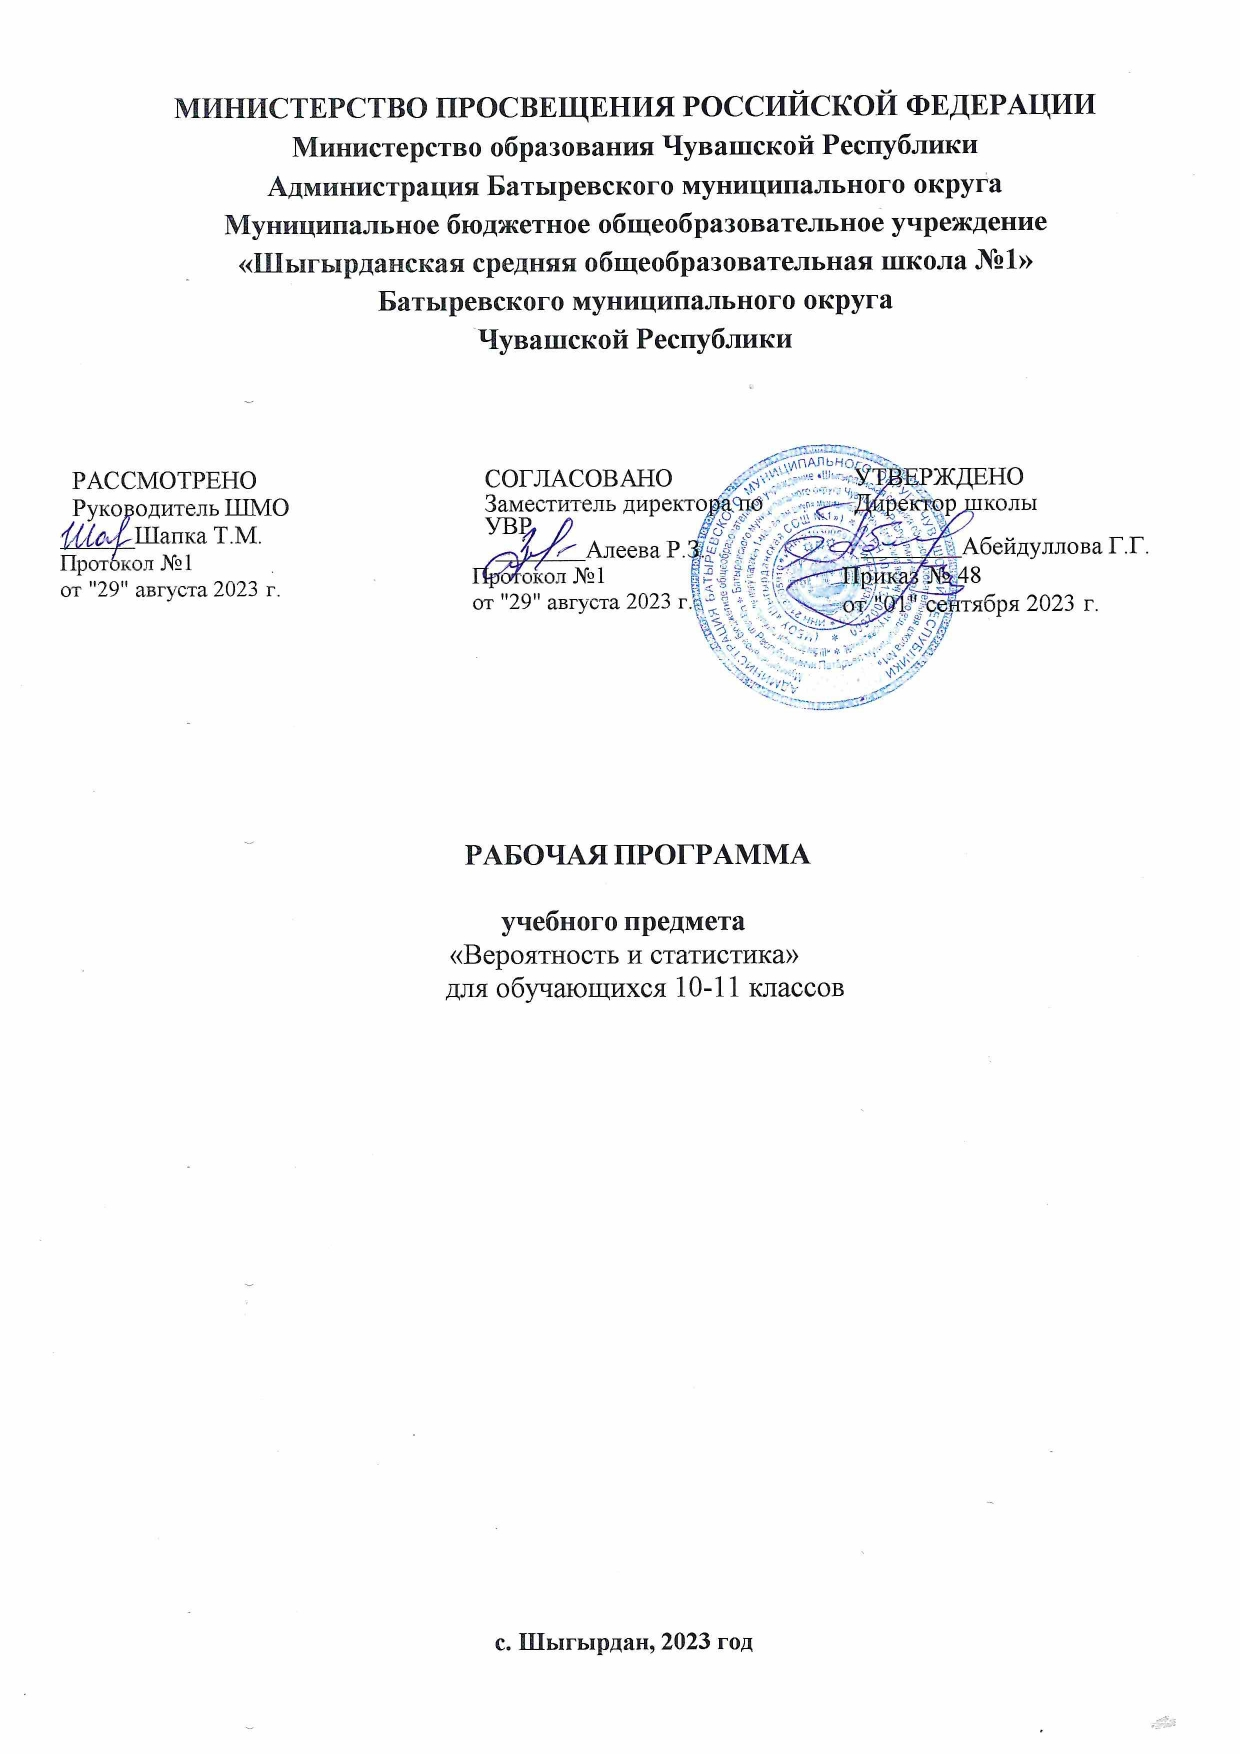 МИНИСТЕРСТВО ПРОСВЕЩЕНИЯ РОССИЙСКОЙ ФЕДЕРАЦИИ
Министерство образования Чувашской Республики
Администрация Батыревского муниципального округа
Муниципальное бюджетное общеобразовательное учреждение
«Шыгырданская средняя общеобразовательная школа №1»
Батыревского муниципального округа
Чувашской Республики
РАССМОТРЕНО
Руководитель ШМО
Шапка Т.М.
Протокол №1
от "29" августа 2023 г.
СОГЛАСОВАНО
Заместитель директора по
УВР
Алеева Р.З.
Протокол №1
от "29" августа 2023 г.
УТВЕРЖДЕНО
Директор школы
Абейдуллова Г.Г.
Приказ № 48
от "01" сентября 2023 г.
РАБОЧАЯ ПРОГРАММА
учебного предмета
«Вероятность и статистика»
для обучающихся 10-11 классов
с. Шыгырдан, 2023 год